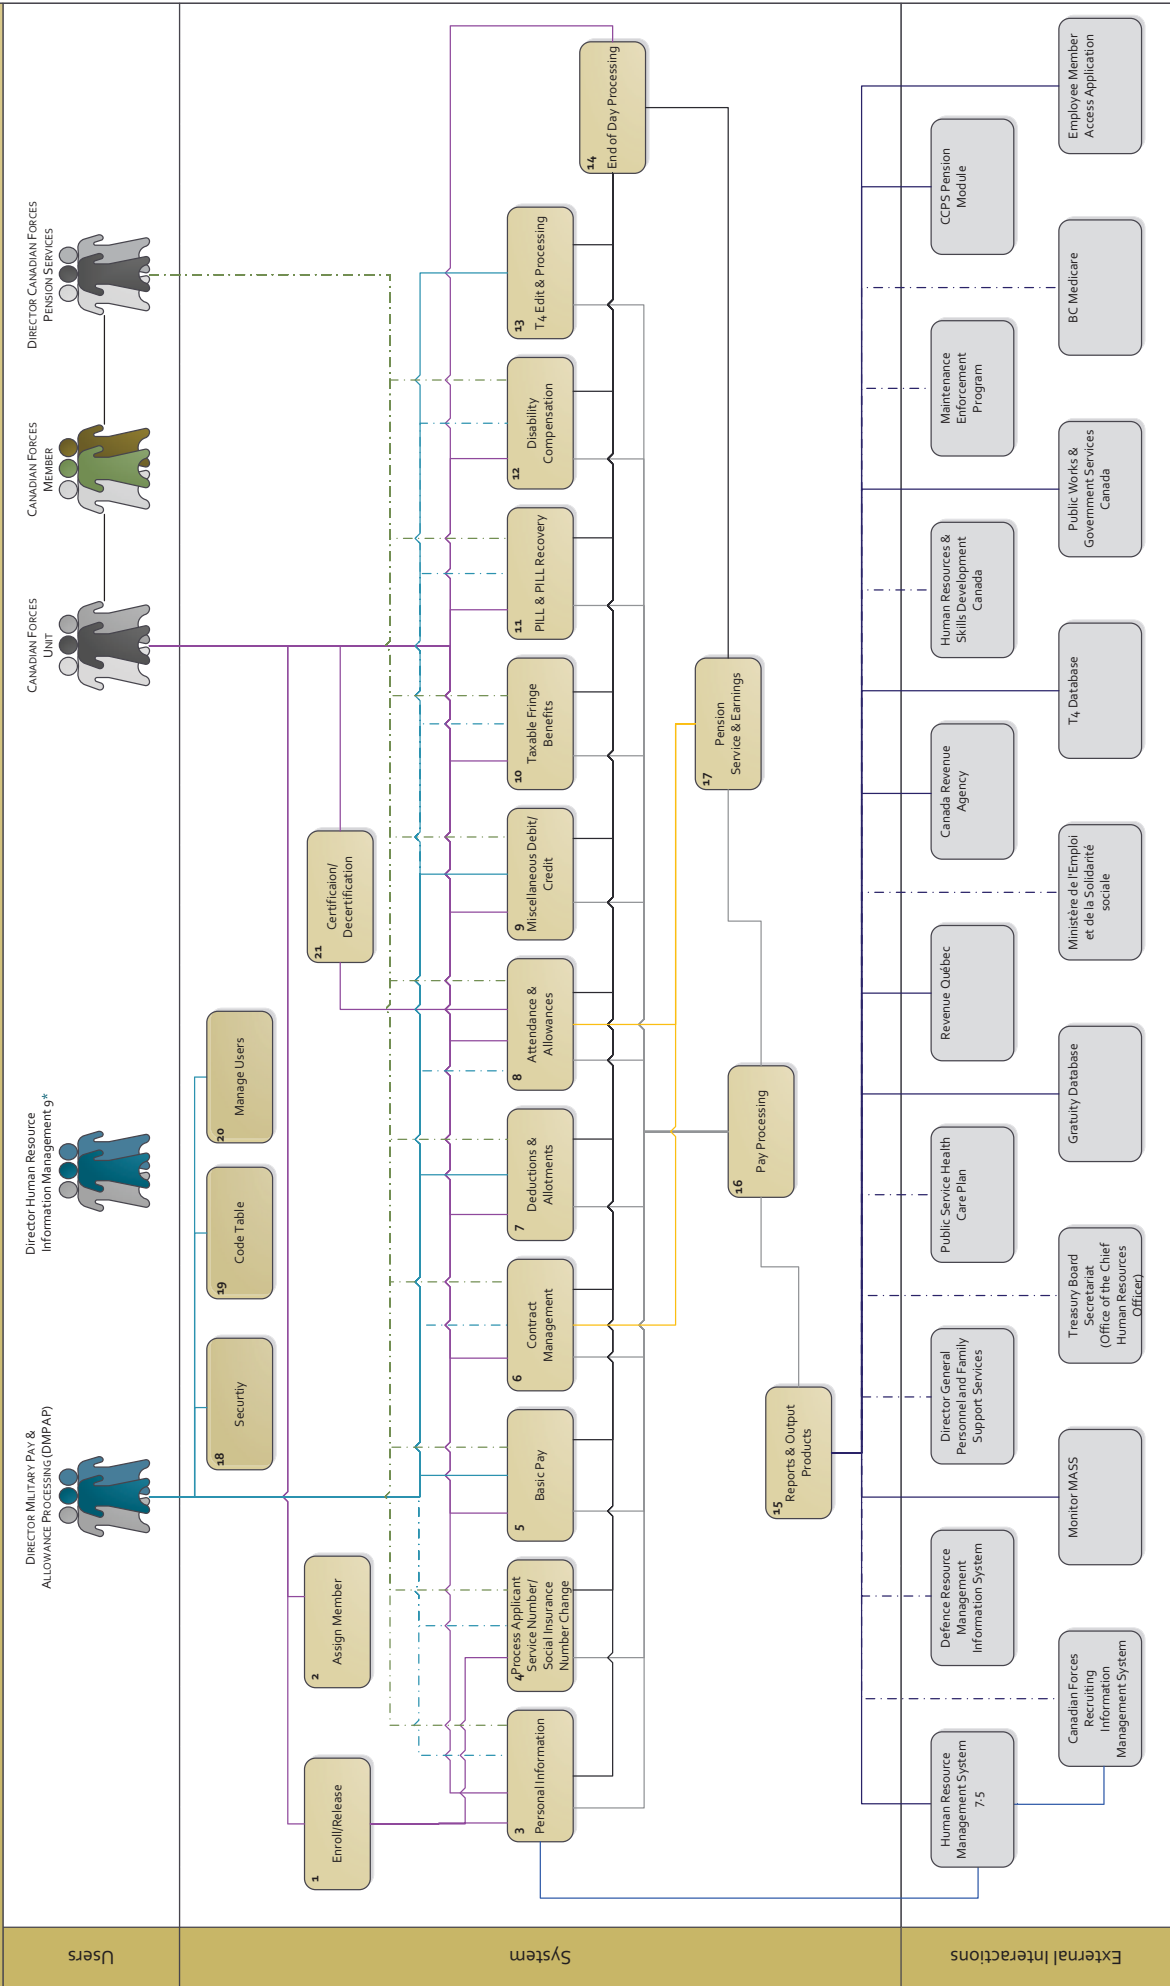 Users
DIRECTOR MILITARY PAY &
ALLOWANCE PROCESSING (DMPAP)
Director Human Resource
Information Management 9*
CANADIAN FORCES
UNIT
CANADIAN FORCES
MEMBER
DIRECTOR CANADIAN FORCES
PENSION SERVICES
System
1
Enroll/Release
2
Assign Member
18
Securtiy
19
Code Table
20
Manage Users
21
Certificaion/
Decertification
3
Personal Information
4Process Applicant
Service Number/
Social Insurance
Number Change
5
Basic Pay
6
Contract
Management
7
Deductions &
Allotments
8
Attendance &
Allowances
9
Miscellaneous Debit/
Credit
10
Taxable Fringe
Benefits
11
PILL & PILL Recovery
12
Disability
Compensation
13
T4 Edit & Processing
14
End of Day Processing
15
Reports & Output
Products
16
Pay Processing
17
Pension
Service & Earnings
External Interactions
Human Resource
Management System
7.5
Defence Resource
Management
Information System
Director General
Personnel and Family
Support Services
Public Service Health
Care Plan
Revenue Québec
Canada Revenue
Agency
Human Resources &
Skills Development
Canada
Maintenance
Enforcement
Program
CCPS Pension
Module
Canadian Forces
Recruiting
Information
Management System
Monitor MASS
Treasury Board
Secretariat
(Office of the Chief
Human Resources
Officer)
Gratuity Database
Ministère de l'Emploi
et de la Solidarité
sociale
T4 Database
Public Works &
Government Services
Canada
BC Medicare
Employee Member
Access Application